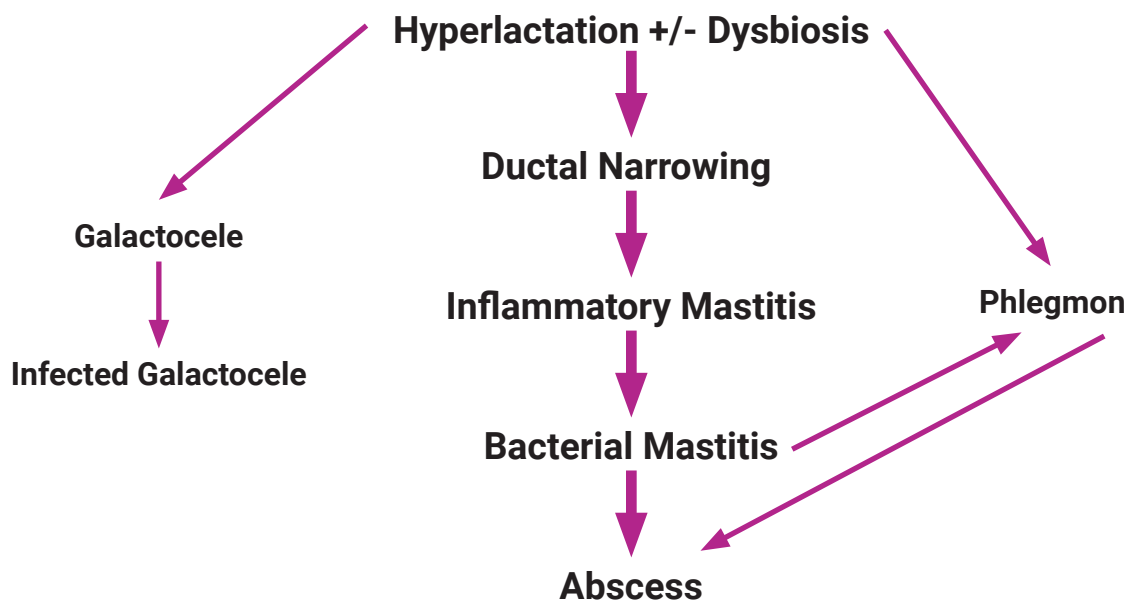 Hyperlactation +/- Dysbiosis
Ductal Narrowing
Galactocele
Inflammatory Mastitis
Phlegmon
Infected Galactocele
Bacterial Mastitis
Abscess